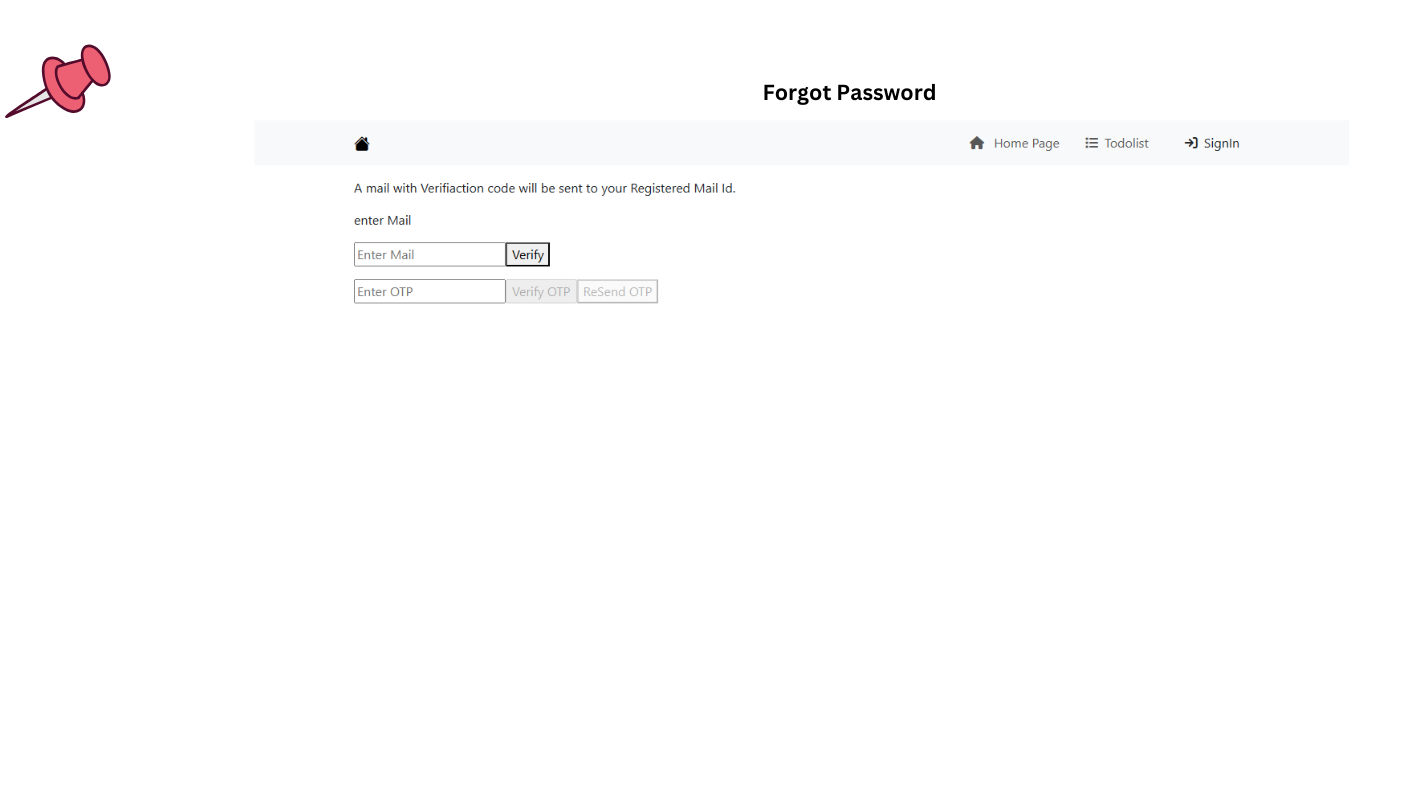 Forgot Password
Home Page Todolist SignIn
A mail with Verifiaction code will be sent to your Registered Mail Id.
enter Mail
Enter Mail Verify
Enter OTP Verify OTP ReSend OTP